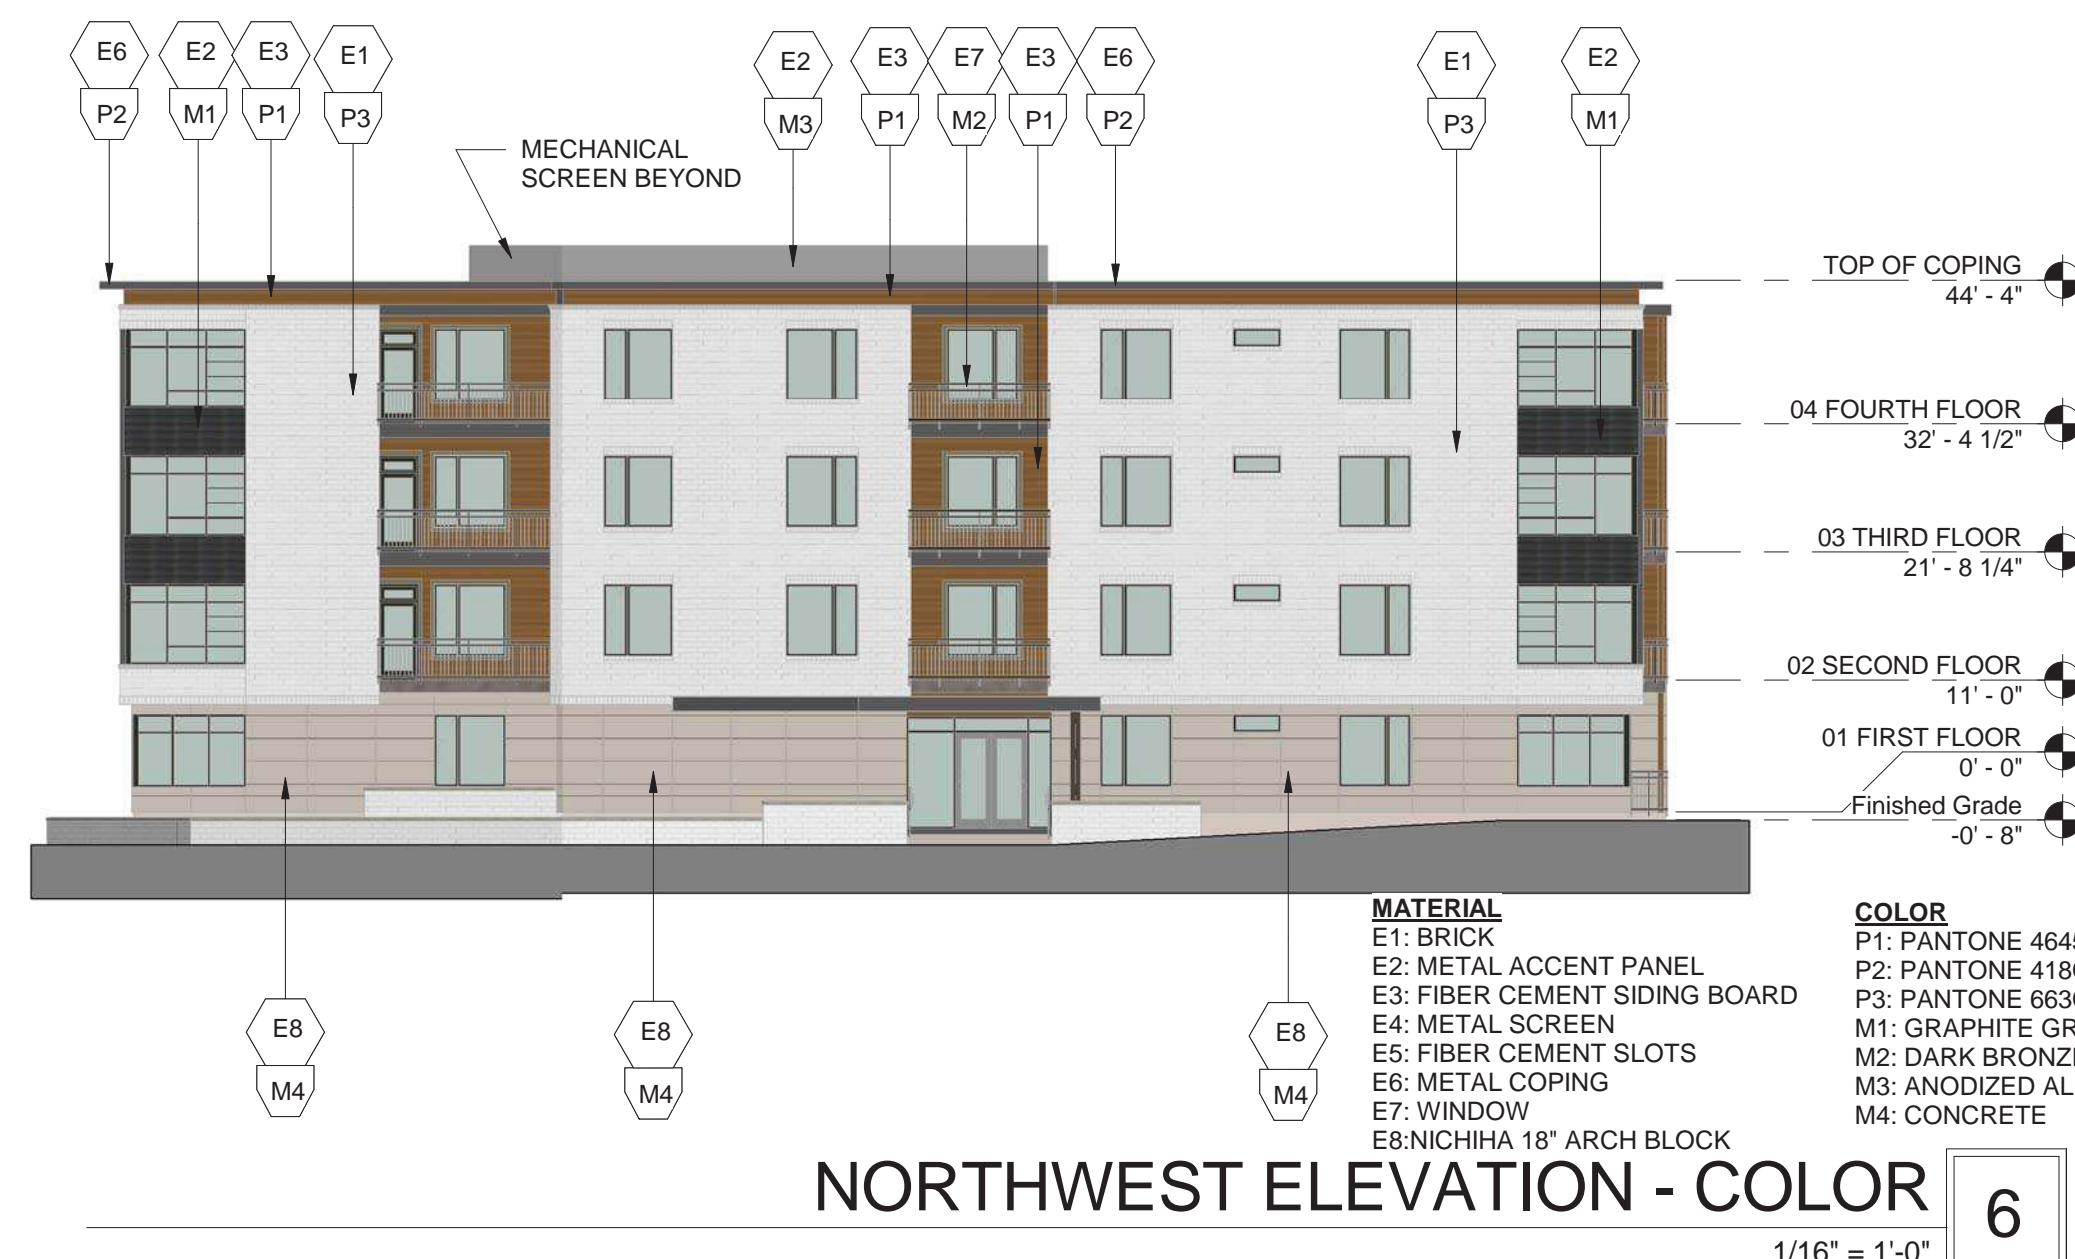 E6 E2 E3 E1 E2 E3 E7 E3 E6 E1 E2
P2 M1 P1 P3 M3 P1 M2 P1 P2 P3 M1
MECHANICAL
SCREEN BEYOND
TOP OF COPING
44' - 4"
04 FOURTH FLOOR
32' - 4 1/2"
03 THIRD FLOOR
21' - 8 1/4"
02 SECOND FLOOR
11' - 0"
01 FIRST FLOOR
0' - 0"
Finished Grade
-0' - 8"
E8 E8 E8
M4 M4 M4
MATERIAL
E1: BRICK
E2: METAL ACCENT PANEL
E3: FIBER CEMENT SIDING BOARD
E4: METAL SCREEN
E5: FIBER CEMENT SLOTS
E6: METAL COPING
E7: WINDOW
E8:NICHIHA 18" ARCH BLOCK
COLOR
P1: PANTONE
P2: PANTONE
P3: PANTONE
M1: GRAPHITE
M2: DARK
M3: ANODIZED
M4: CONCRETE
NORTHWEST ELEVATION - COLOR
6
1/16" = 1'-0"